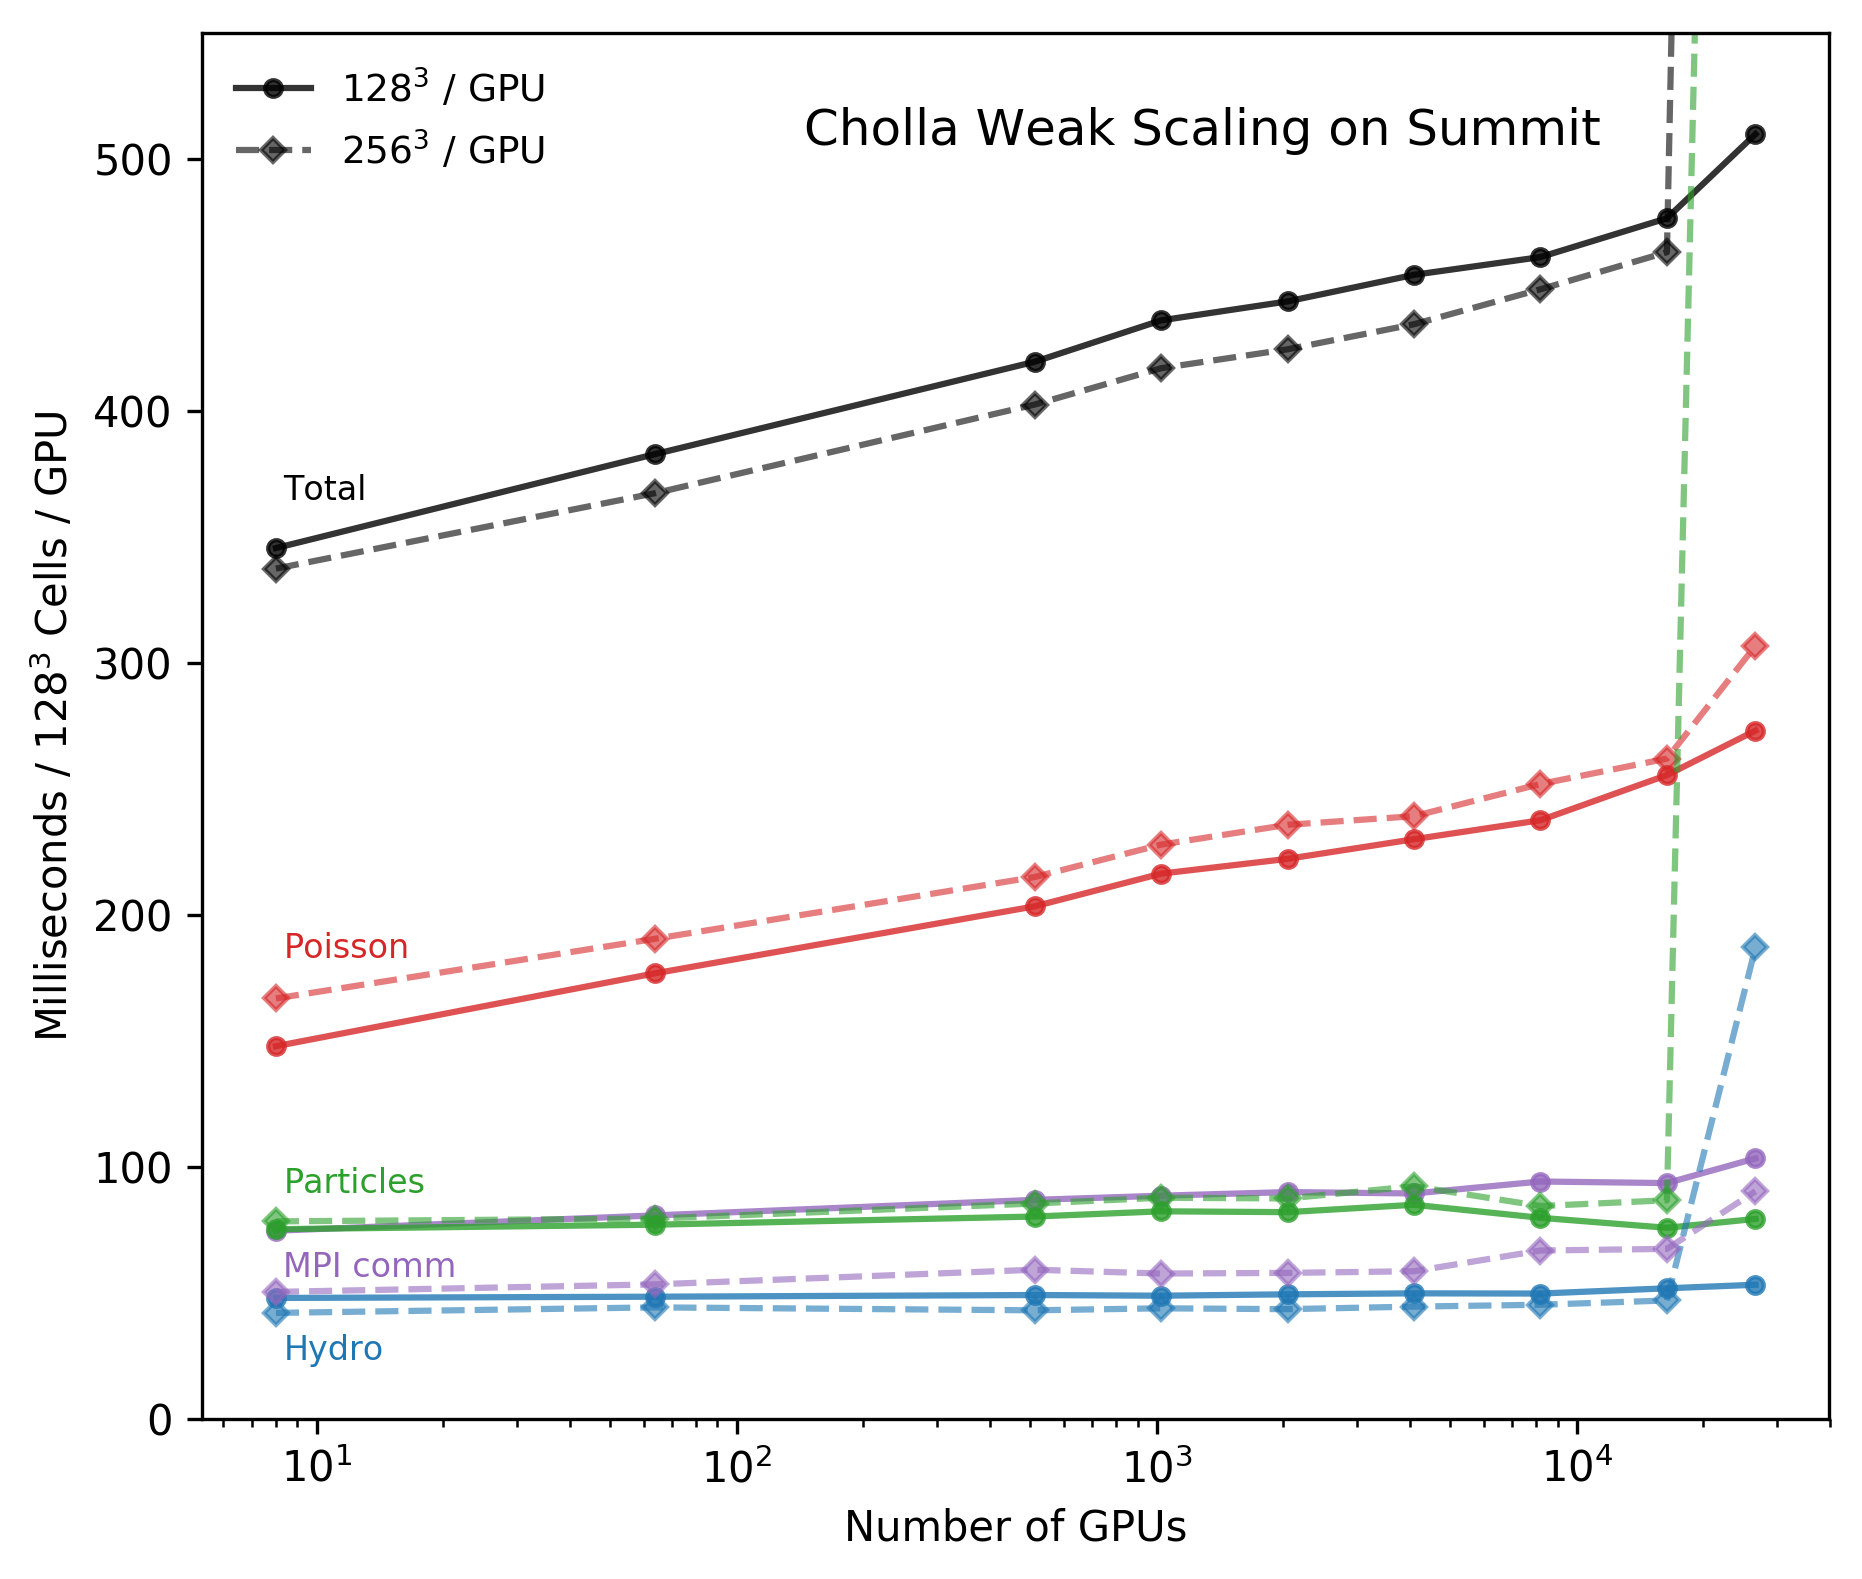 128³ / GPU
256³ / GPU
Cholla Weak Scaling on Summit
Milliseconds / 128³ Cells / GPU
500
400
300
200
100
0
Total
Poisson
Particles
MPI comm
Hydro
10¹
10²
10³
10⁴
Number of GPUs